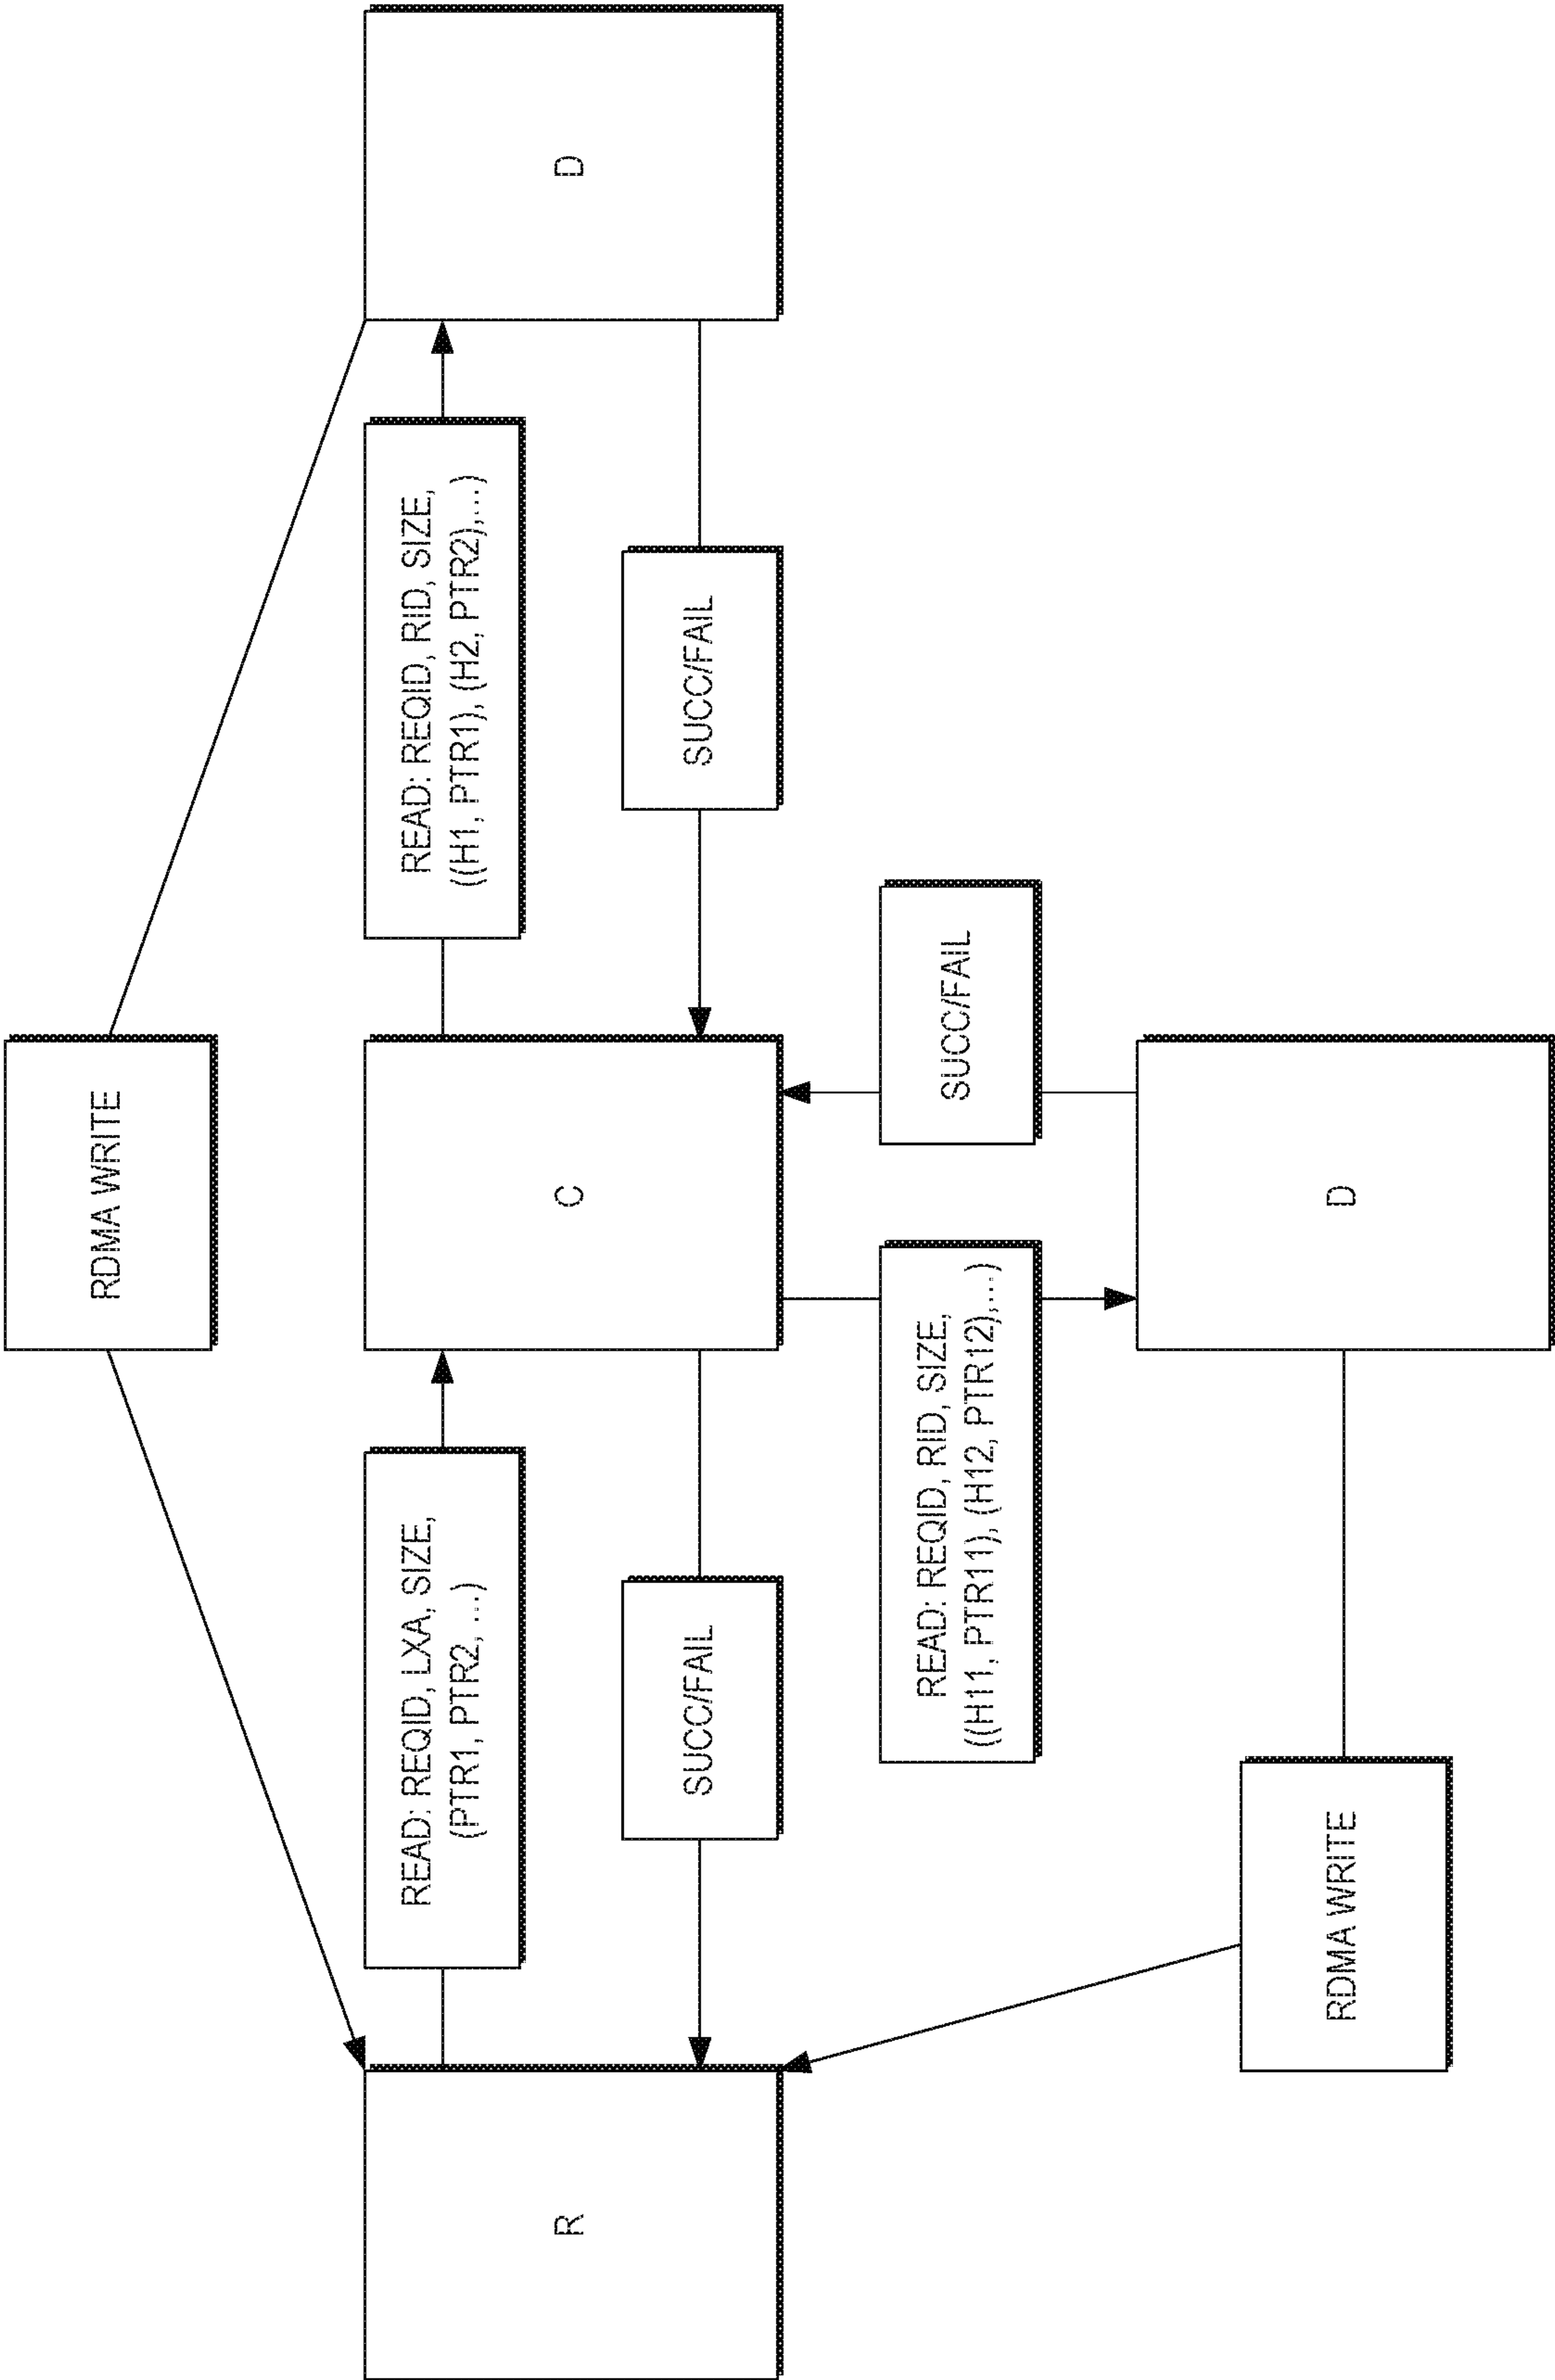 RDMA WRITE
READ: REQID, LXA, SIZE,
(PTR1, PTR2, ...)
READ: REQID, RID, SIZE,
((H1, PTR1), (H2, PTR2),...)
R
C
D
SUCC/FAIL
SUCC/FAIL
READ: REQID, RID, SIZE,
((H11, PTR11), (H12, PTR12),...)
SUCC/FAIL
RDMA WRITE
D